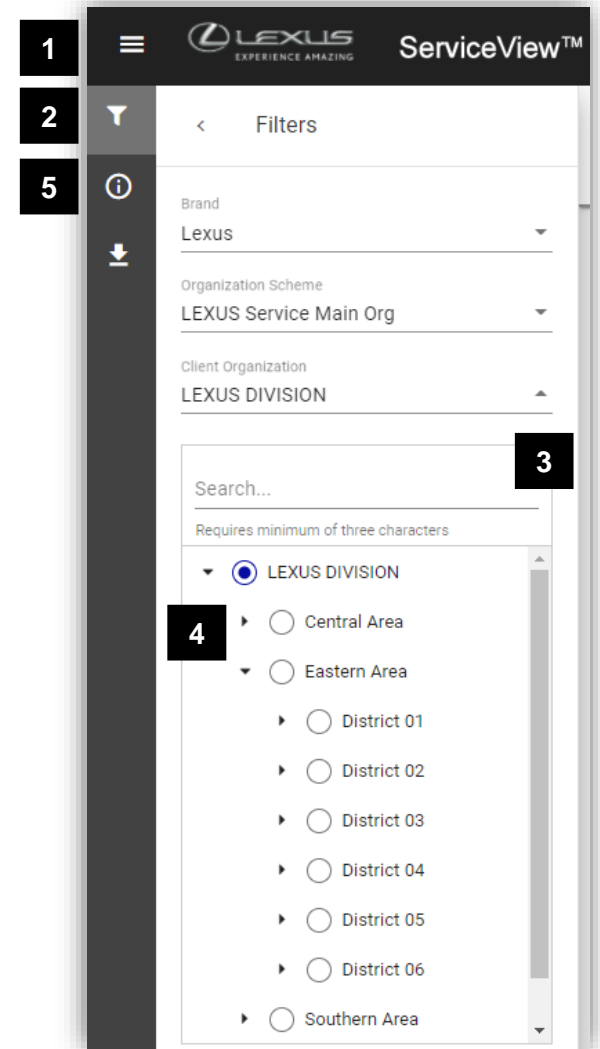 1
LEXUS
EXPERIENCE AMAZING
ServiceView™
2
Filters
5
Brand
Lexus
Organization Scheme
LEXUS Service Main Org
Client Organization
LEXUS DIVISION
3
Search...
Requires minimum of three characters
LEXUS DIVISION
4
Central Area
Eastern Area
District 01
District 02
District 03
District 04
District 05
District 06
Southern Area